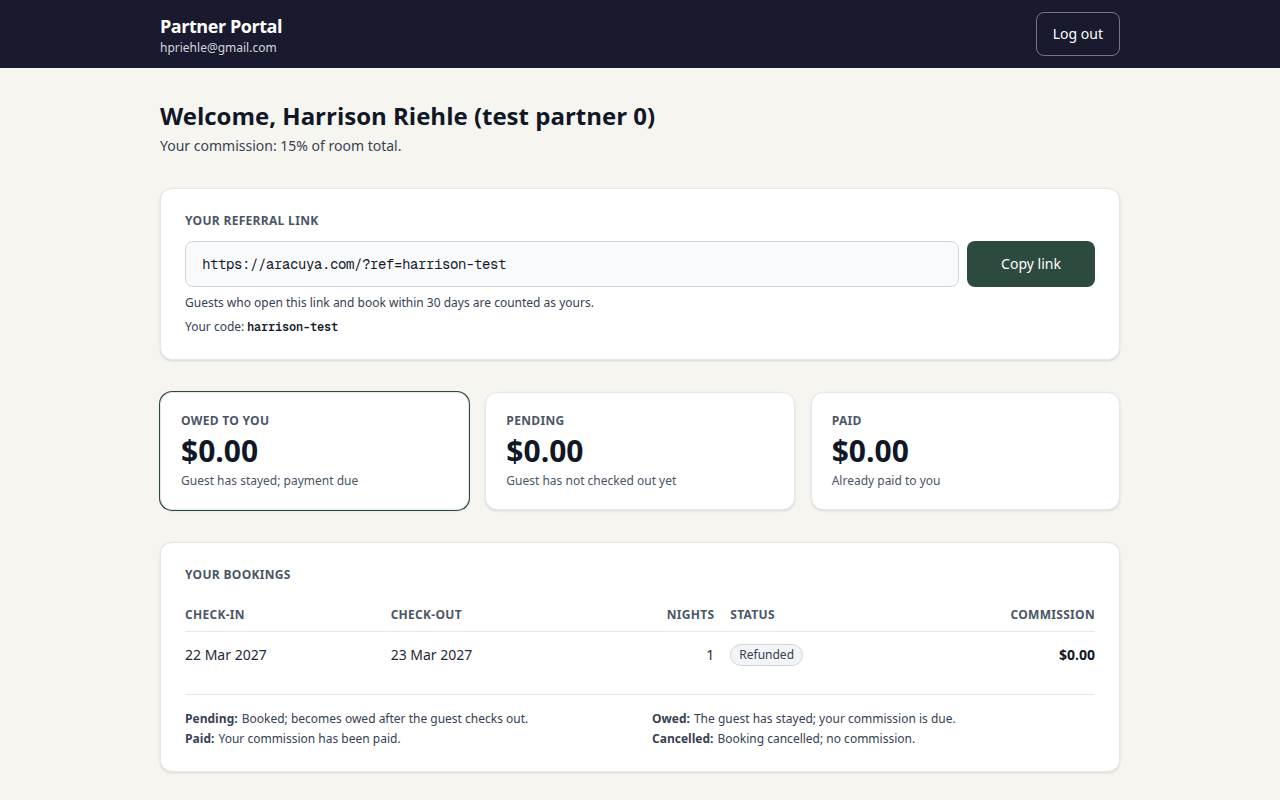 Partner Portal
hpriehle@gmail.com
Log out
Welcome, Harrison Riehle (test partner 0)
Your commission: 15% of room total.
YOUR REFERRAL LINK
https://aracuya.com/?ref=harrison-test
Copy link
Guests who open this link and book within 30 days are counted as yours.
Your code: harrison-test
OWED TO YOU
$0.00
Guest has stayed; payment due
PENDING
$0.00
Guest has not checked out yet
PAID
$0.00
Already paid to you
YOUR BOOKINGS
CHECK-IN CHECK-OUT NIGHTS STATUS COMMISSION
22 Mar 2027 23 Mar 2027 1 Refunded $0.00
Pending: Booked; becomes owed after the guest checks out.
Owed: The guest has stayed; your commission is due.
Paid: Your commission has been paid.
Cancelled: Booking cancelled; no commission.